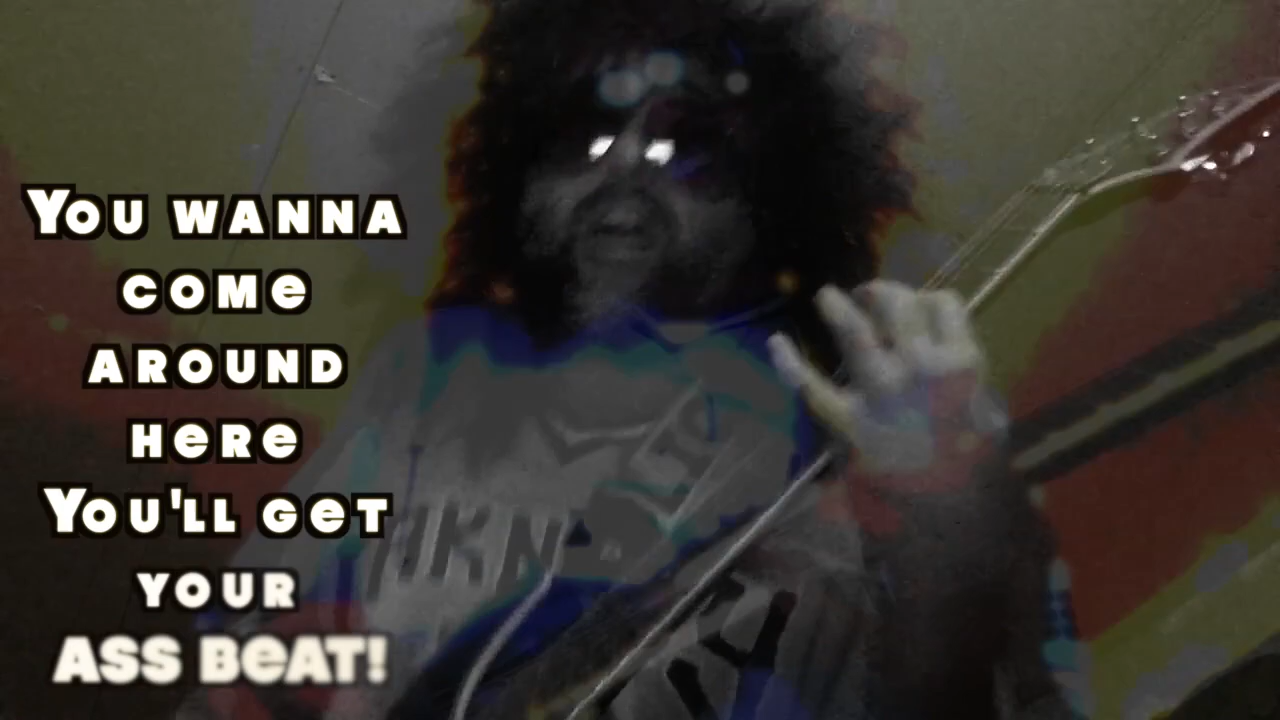 You wanna
come
around
here
You'll get
your
ass beat!